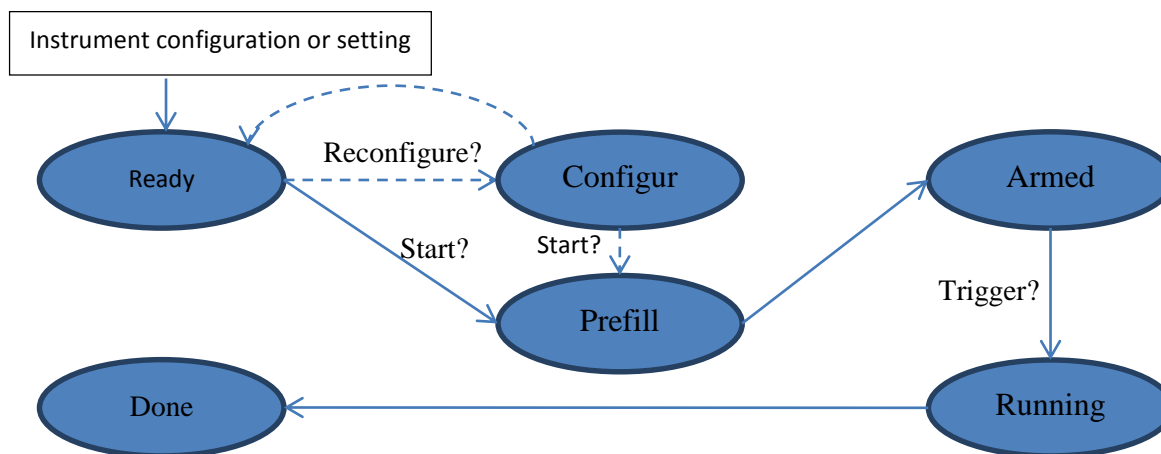 Instrument configuration or setting
Reconfigure?
Ready
Configur
Armed
Start?
Start?
Trigger?
Prefill
Done
Running